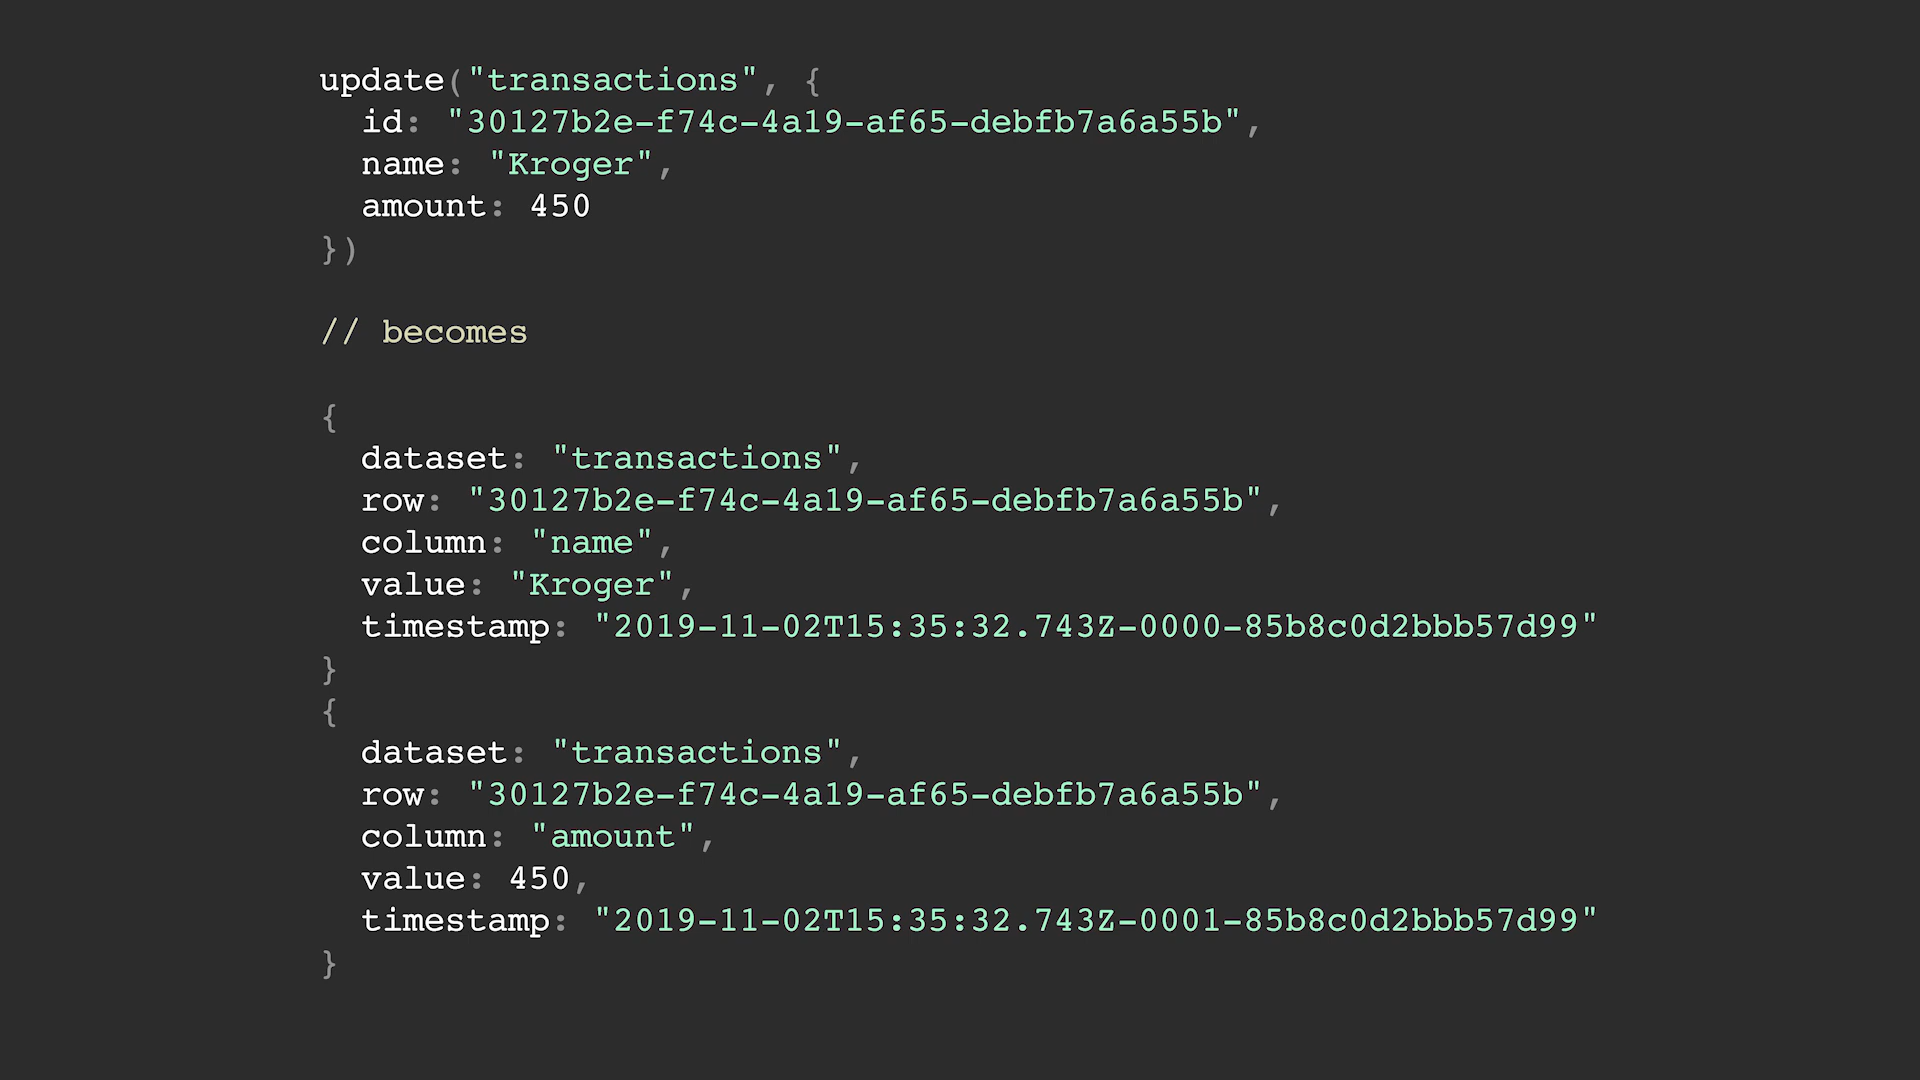 update("transactions", {
id: "30127b2e-f74c-4a19-af65-debfb7a6a55b",
name: "Kroger",
amount: 450
})
// becomes
{
dataset: "transactions",
row: "30127b2e-f74c-4a19-af65-debfb7a6a55b",
column: "name",
value: "Kroger",
timestamp: "2019-11-02T15:35:32.743Z-0000-85b8c0d2bbb57d99"
}
{
dataset: "transactions",
row: "30127b2e-f74c-4a19-af65-debfb7a6a55b",
column: "amount",
value: 450,
timestamp: "2019-11-02T15:35:32.743Z-0001-85b8c0d2bbb57d99"
}